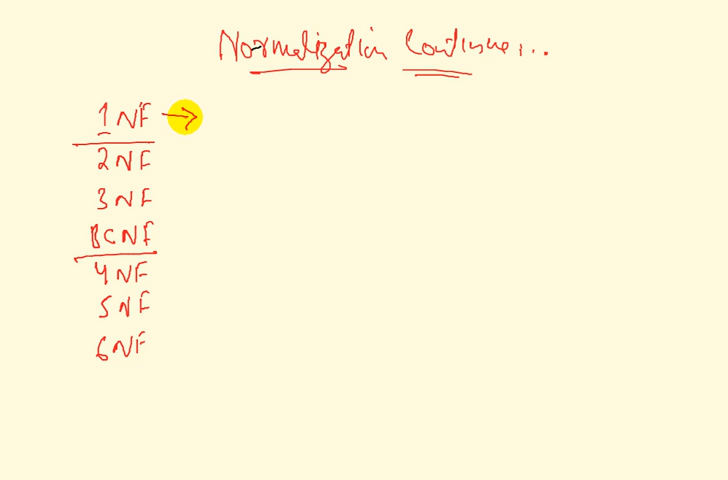 Normalization Continue...
1NF →
2NF
3NF
BCNF
4NF
5NF
6NF